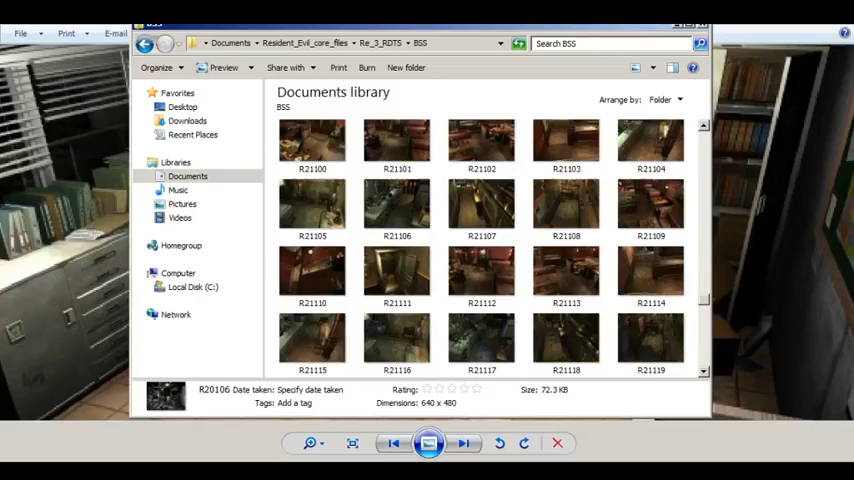 BSS
File Print E-mail
Documents Resident_Evil_core_files Re_3_RDTS BSS Search BSS
Organize Preview Share with Print Burn New folder
Favorites
Desktop
Downloads
Recent Places
Libraries
Documents
Music
Pictures
Videos
Homegroup
Computer
Local Disk (C:)
Network
Documents library
BSS
Arrange by: Folder
R21100 R21101 R21102 R21103 R21104
R21105 R21106 R21107 R21108 R21109
R21110 R21111 R21112 R21113 R21114
R21115 R21116 R21117 R21118 R21119
R20106 Date taken: Specify date taken Rating: Size: 72.3 KB
Tags: Add a tag Dimensions: 640 x 480